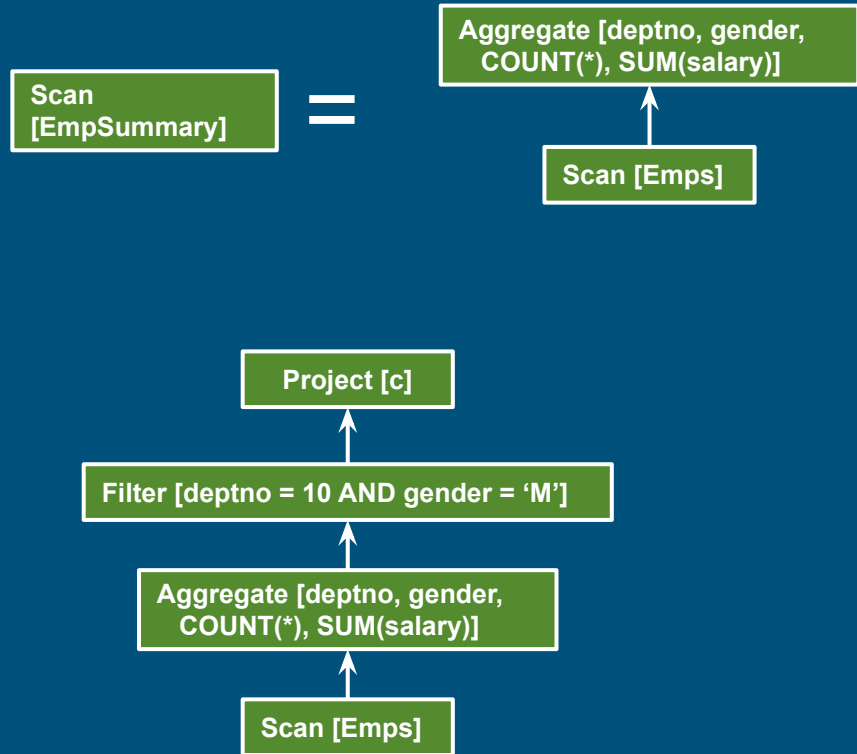 Scan
[EmpSummary]
=
Aggregate [deptno, gender,
COUNT(*), SUM(salary)]
Scan [Emps]
Project [c]
Filter [deptno = 10 AND gender = ‘M’]
Aggregate [deptno, gender,
COUNT(*), SUM(salary)]
Scan [Emps]